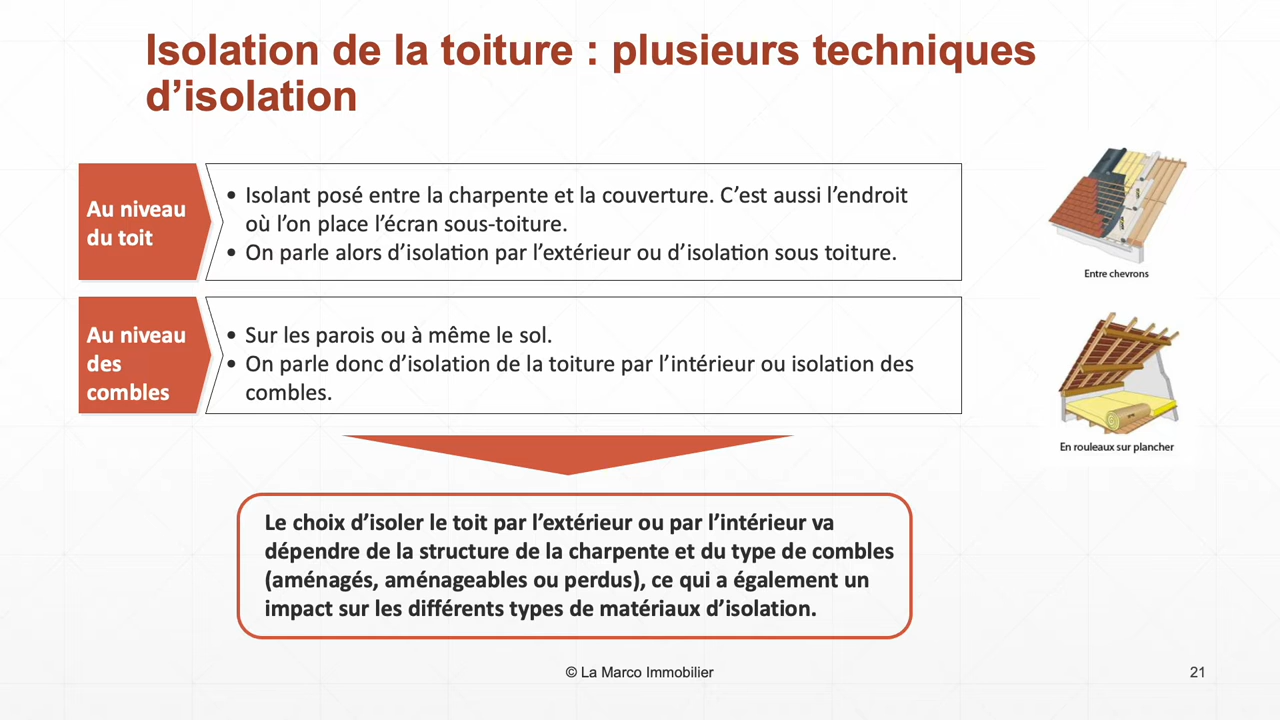 Isolation de la toiture : plusieurs techniques
d’isolation
Au niveau
du toit
• Isolant posé entre la charpente et la couverture. C’est aussi l’endroit
où l’on place l’écran sous-toiture.
• On parle alors d’isolation par l’extérieur ou d’isolation sous toiture.
Entre chevrons
Au niveau
des
combles
• Sur les parois ou à même le sol.
• On parle donc d’isolation de la toiture par l’intérieur ou isolation des
combles.
En rouleaux sur plancher
Le choix d’isoler le toit par l’extérieur ou par l’intérieur va
dépendre de la structure de la charpente et du type de combles
(aménagés, aménageables ou perdus), ce qui a également un
impact sur les différents types de matériaux d’isolation.
© La Marco Immobilier
21